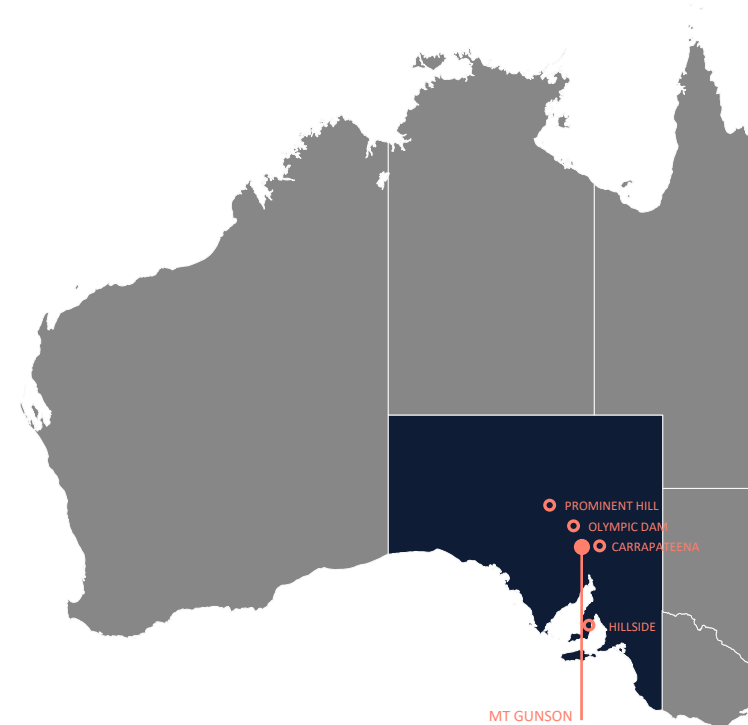 PROMINENT HILL
OLYMPIC DAM
CARRAPATEENA
HILLSIDE
MT GUNSON